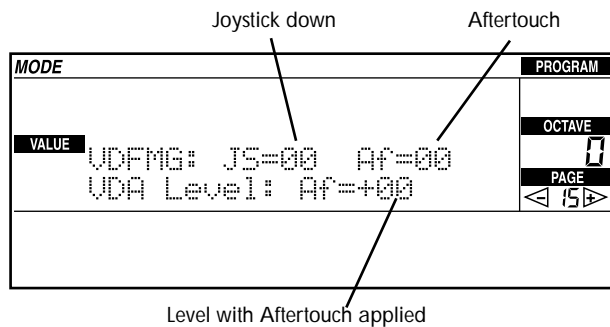 Joystick down Aftertouch
MODE PROGRAM
OCTAVE
VALUE VDFMG: JS=00 Af=00 0
VDA Level: Af=+00 PAGE
- 15 +
Level with Aftertouch applied